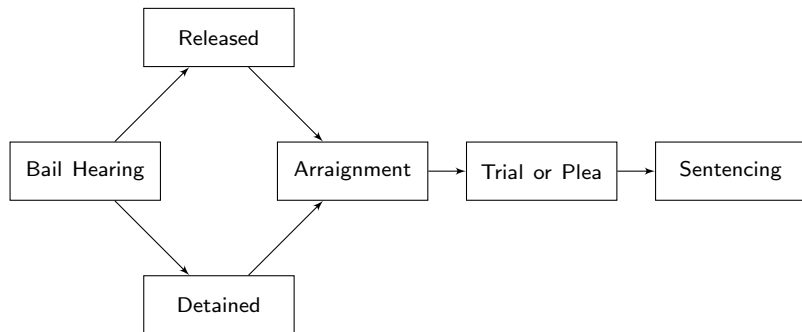 Released
Bail Hearing
Arraignment
Trial or Plea
Sentencing
Detained